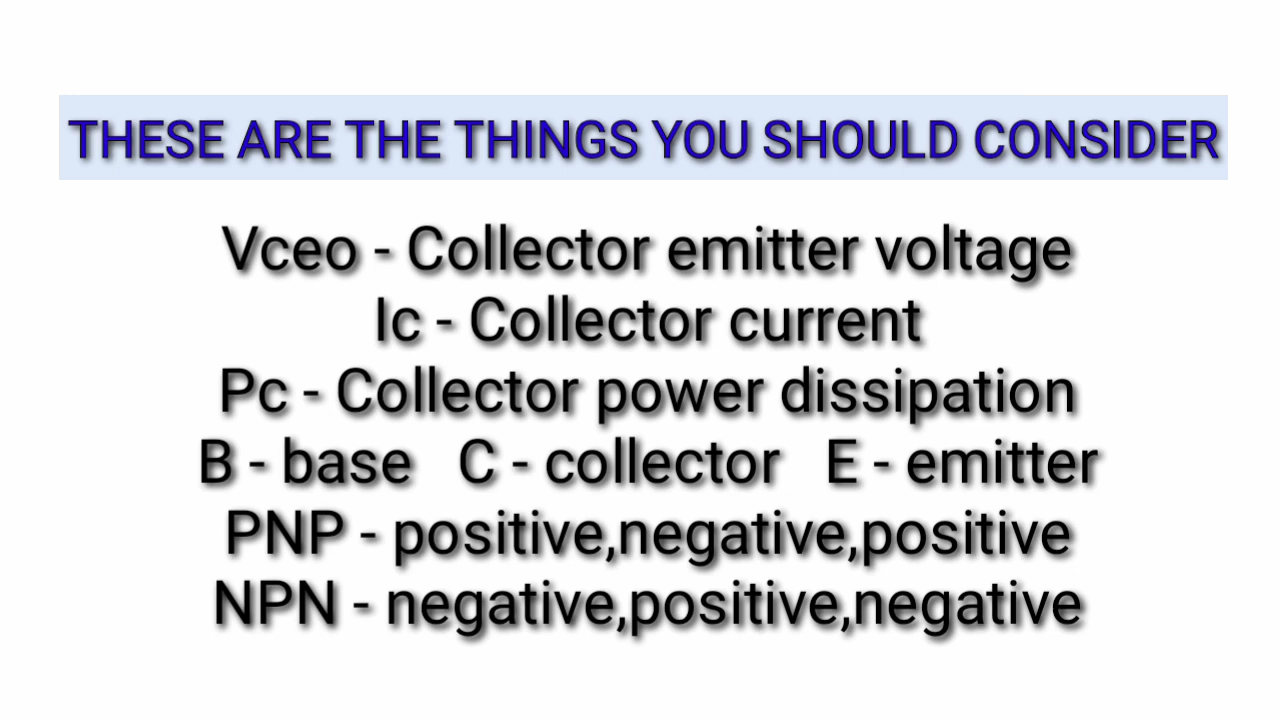 THESE ARE THE THINGS YOU SHOULD CONSIDER
Vceo - Collector emitter voltage
Ic - Collector current
Pc - Collector power dissipation
B - base C - collector E - emitter
PNP - positive,negative,positive
NPN - negative,positive,negative